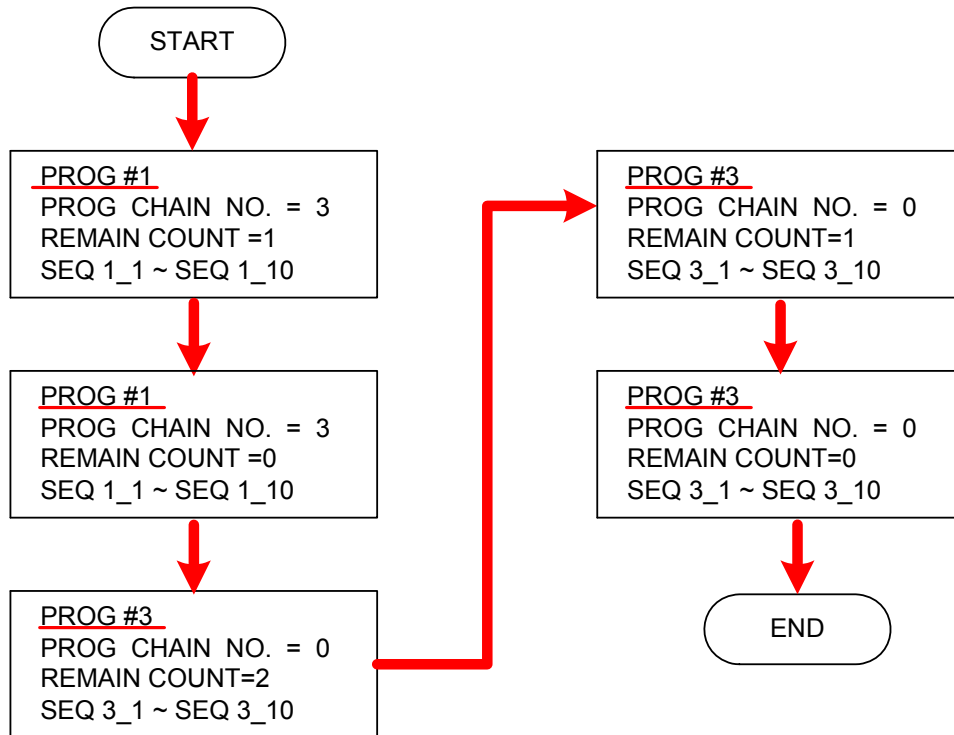 START
PROG #1
PROG CHAIN NO. = 3
REMAIN COUNT =1
SEQ 1_1 ~ SEQ 1_10
PROG #1
PROG CHAIN NO. = 3
REMAIN COUNT =0
SEQ 1_1 ~ SEQ 1_10
PROG #3
PROG CHAIN NO. = 0
REMAIN COUNT=2
SEQ 3_1 ~ SEQ 3_10
PROG #3
PROG CHAIN NO. = 0
REMAIN COUNT=1
SEQ 3_1 ~ SEQ 3_10
PROG #3
PROG CHAIN NO. = 0
REMAIN COUNT=0
SEQ 3_1 ~ SEQ 3_10
END